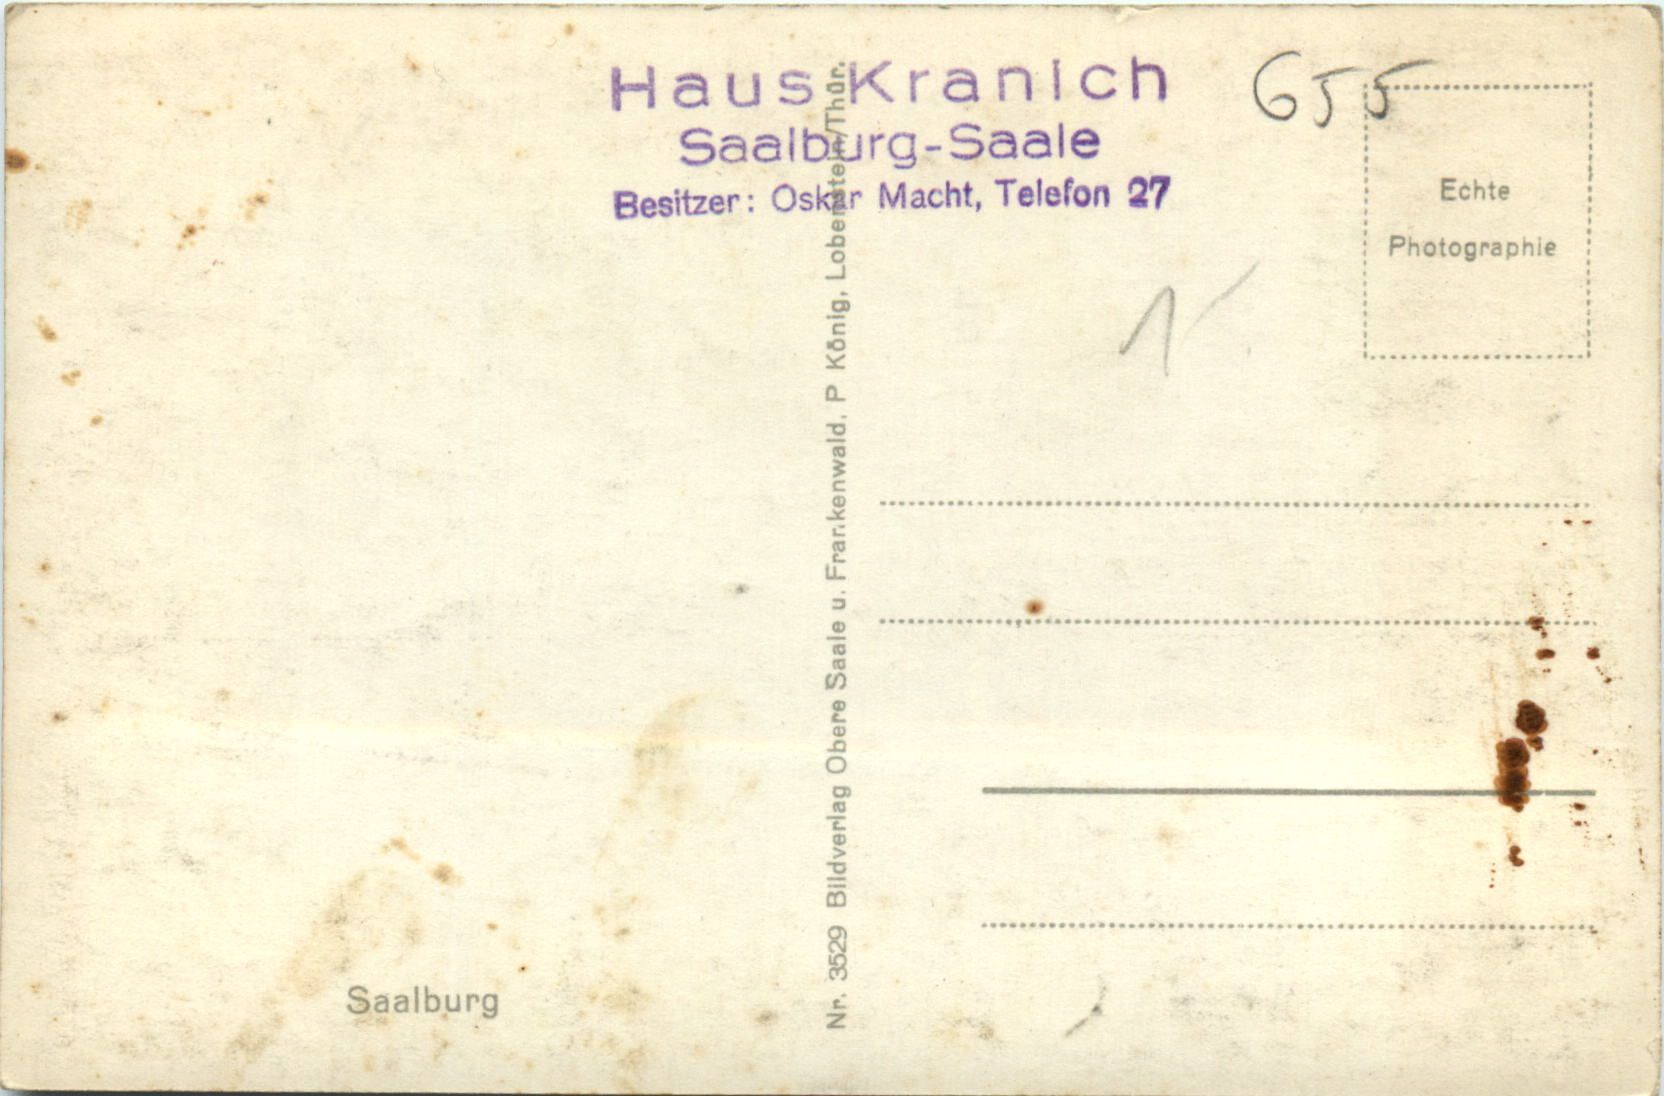 Haus Kranich
Saalburg-Saale
Besitzer: Oskar Macht, Telefon 27
655
Echte
Photographie
1
Nr. 3529 Bildverlag Obere Saale u. Frankenwald, P König, Lobenstein/Thür.
Saalburg